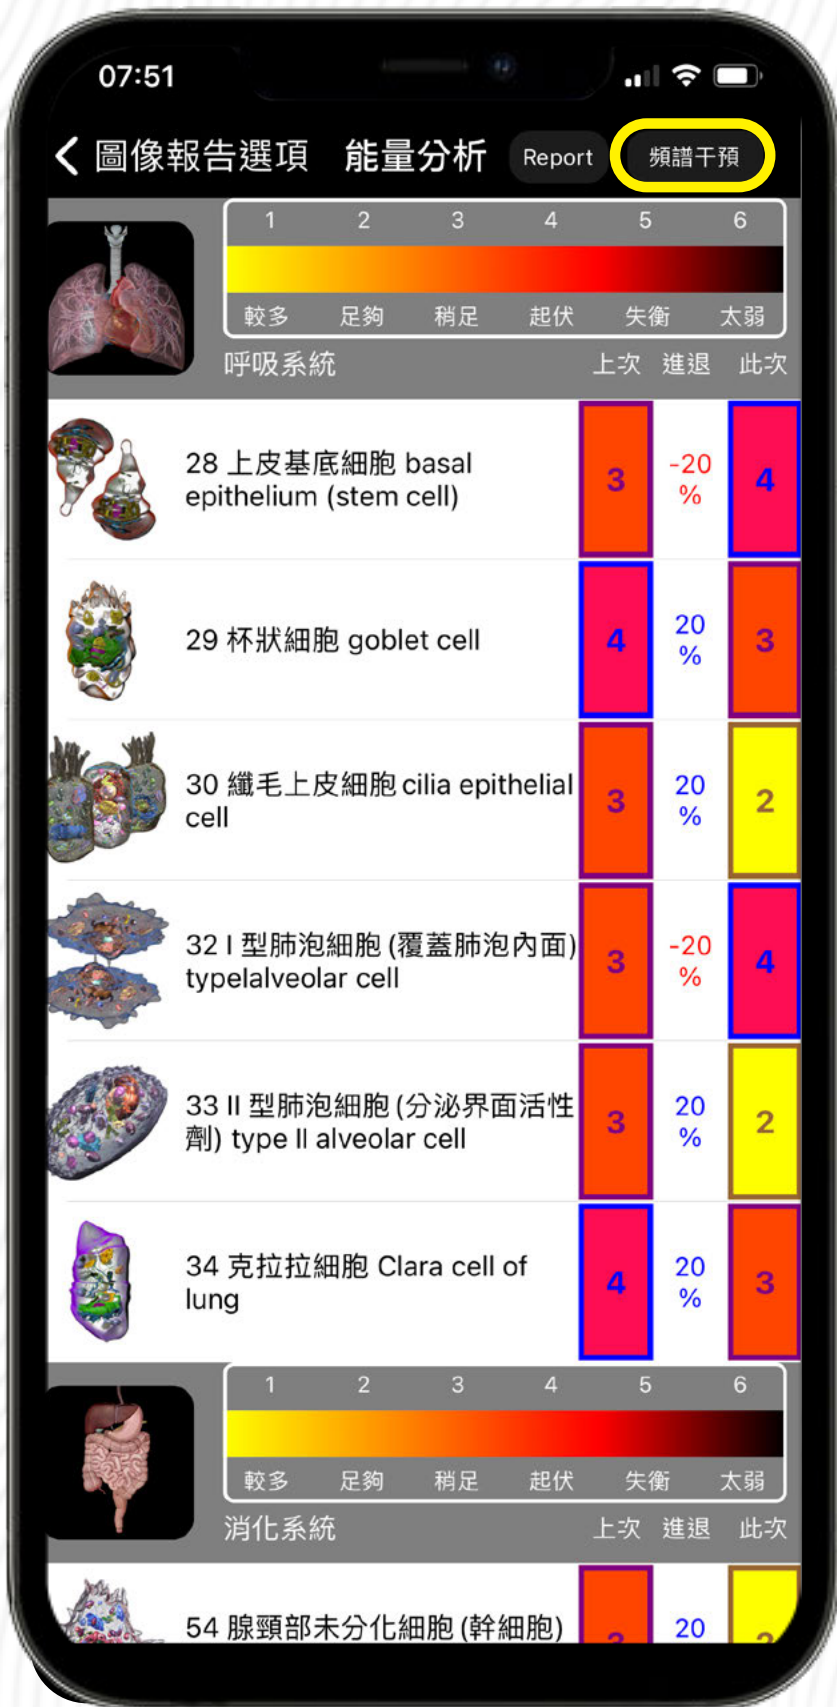 07:51
圖像報告選項 能量分析 Report 頻譜干預
1 2 3 4 5 6
較多 足夠 稍足 起伏 失衡 太弱
呼吸系統 上次 進退 此次
28 上皮基底細胞 basal
epithelium (stem cell)
3 -20
% 4
29 杯狀細胞 goblet cell
4 20
% 3
30 纖毛上皮細胞 cilia epithelial
cell
3 20
% 2
32 I 型肺泡細胞 (覆蓋肺泡內面)
typelalveolar cell
3 -20
% 4
33 II 型肺泡細胞 (分泌界面活性
劑) type II alveolar cell
3 20
% 2
34 克拉拉細胞 Clara cell of
lung
4 20
% 3
1 2 3 4 5 6
較多 足夠 稍足 起伏 失衡 太弱
消化系統 上次 進退 此次
54 腺頸部未分化細胞 (幹細胞)
20